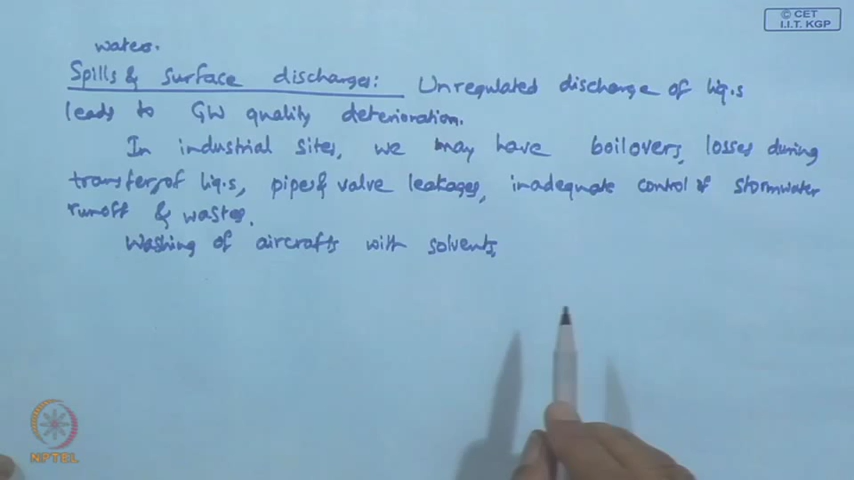 © CET
I.I.T. KGP
water.
Spills & surface discharges: Unregulated discharge of liq.s
leads to GW quality deterioration.
In industrial sites, we may have boilovers, losses during
transfer of liq.s, pipe & valve leakages, inadequate control of stormwater
runoff & wastes.
Washing of aircrafts with solvents,
NPTEL